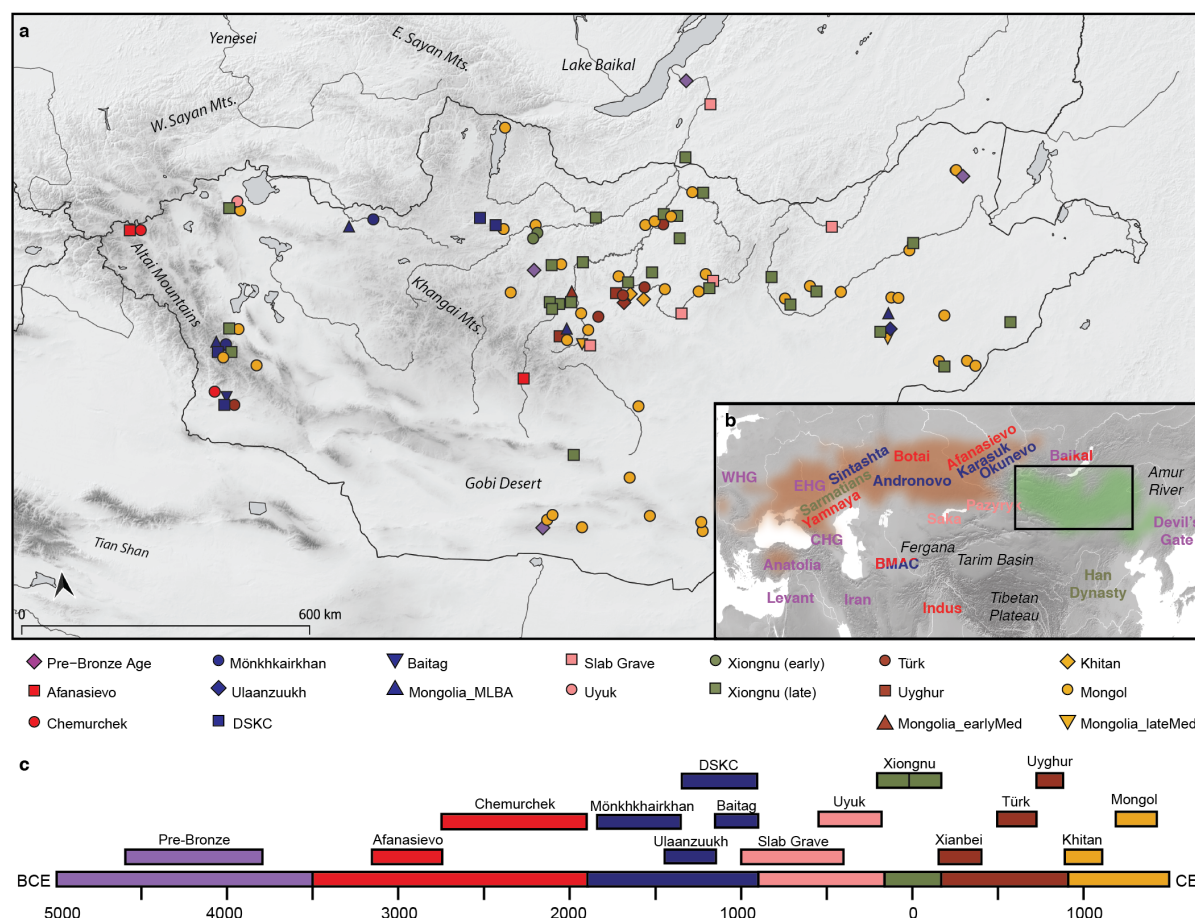 a
Yenesei
E. Sayan Mts.
Lake Baikal
W. Sayan Mts.
Altai Mountains
Khangai Mts.
Gobi Desert
Tian Shan
0
600 km
b
WHG
EHG
Sintashta
Sarmatians
Yamnaya
Botai
Andronovo
Afanasievo
Karasuk
Okunevo
Baikal
Amur
River
Saka
Devil's
Gate
CHG
Fergana
Tarim Basin
BMAC
Anatolia
Levant
Iran
Indus
Tibetan
Plateau
Han
Dynasty
Pre−Bronze Age
Mönkhkairkhan
Baitag
Slab Grave
Xiongnu (early)
Türk
Khitan
Afanasievo
Ulaanzuukh
Mongolia_MLBA
Uyuk
Xiongnu (late)
Uyghur
Mongol
Chemurchek
DSKC
Mongolia_earlyMed
Mongolia_lateMed
c
DSKC
Xiongnu
Uyghur
Chemurchek
Mönkhkhairkhan
Baitag
Uyuk
Türk
Mongol
Pre-Bronze
Afanasievo
Ulaanzuukh
Slab Grave
Xianbei
Khitan
BCE
CE
5000
4000
3000
2000
1000
0
1000